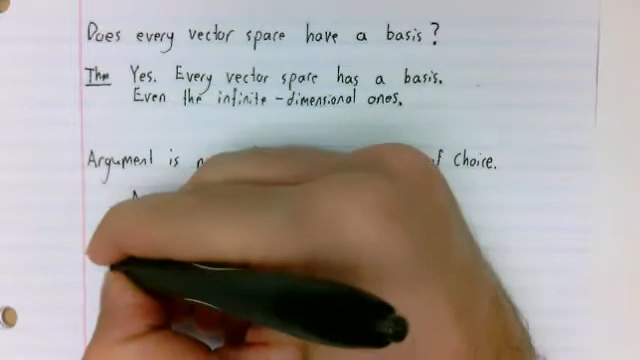 Does every vector space have a basis?
Thm Yes. Every vector space has a basis.
Even the infinite-dimensional ones.
Argument is of Choice.